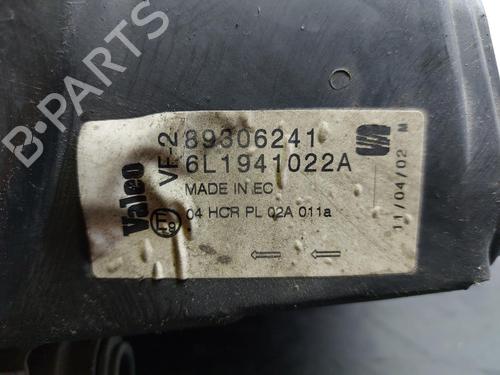 B-PARTS
Valeo
VF-2
89306241
6L1941022A
MADE IN EC
E9
04 HCR PL 02A 011a
11/04/02 M